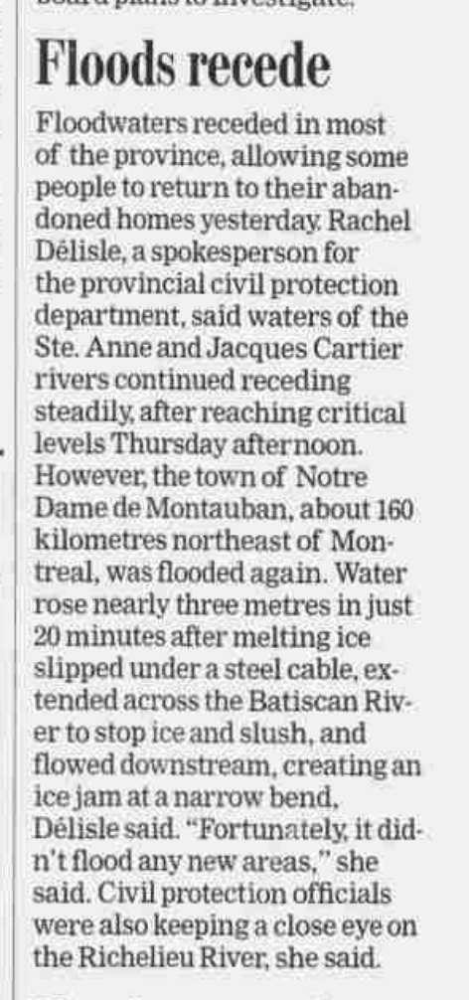 board plans to investigate.
Floods recede
Floodwaters receded in most
of the province, allowing some
people to return to their aban-
doned homes yesterday. Rachel
Délisle, a spokesperson for
the provincial civil protection
department, said waters of the
Ste. Anne and Jacques Cartier
rivers continued receding
steadily, after reaching critical
levels Thursday afternoon.
However, the town of Notre
Dame de Montauban, about 160
kilometres northeast of Mon-
treal, was flooded again. Water
rose nearly three metres in just
20 minutes after melting ice
slipped under a steel cable, ex-
tended across the Batiscan Riv-
er to stop ice and slush, and
flowed downstream, creating an
ice jam at a narrow bend,
Délisle said. “Fortunately, it did-
n't flood any new areas,” she
said. Civil protection officials
were also keeping a close eye on
the Richelieu River, she said.